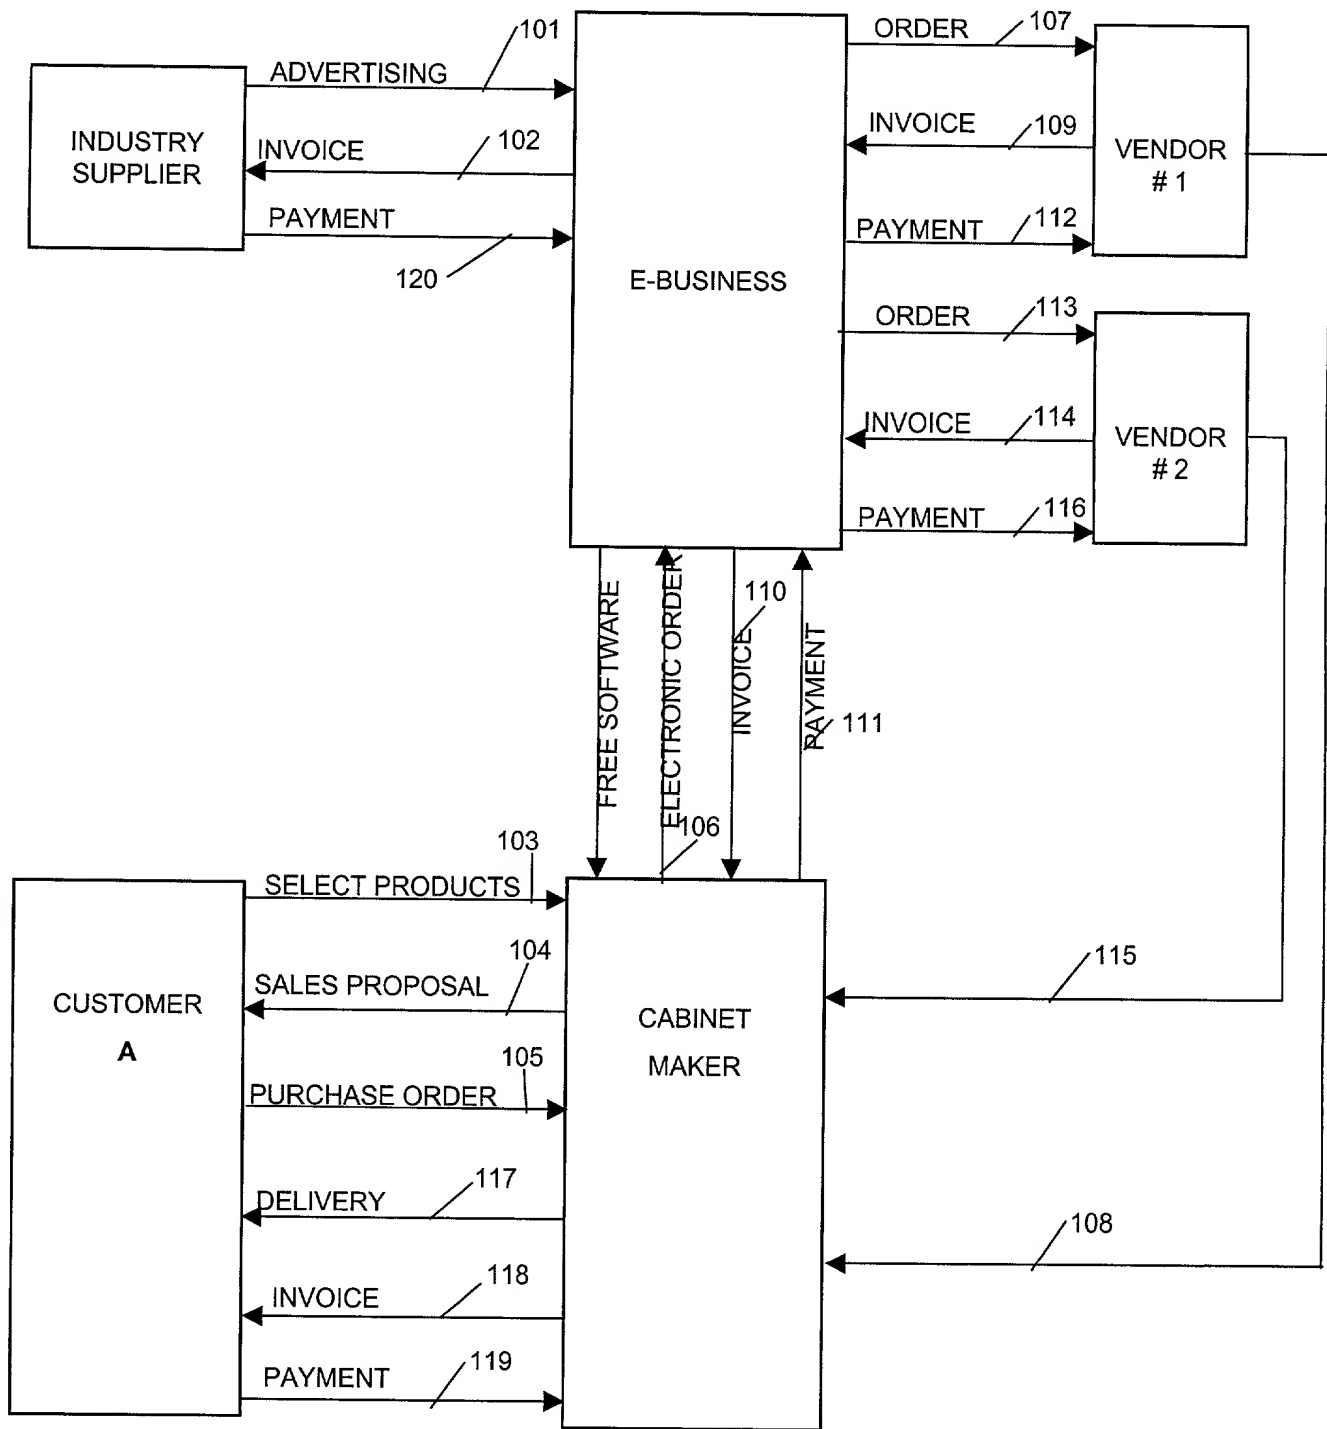 101
ADVERTISING
INDUSTRY
SUPPLIER
INVOICE
102
PAYMENT
120
E-BUSINESS
ORDER
107
INVOICE
109
PAYMENT
112
VENDOR
# 1
ORDER
113
INVOICE
114
PAYMENT
116
VENDOR
# 2
FREE SOFTWARE
ELECTRONIC ORDER
106
INVOICE
110
PAYMENT
111
CUSTOMER
A
SELECT PRODUCTS
103
SALES PROPOSAL
104
PURCHASE ORDER
105
DELIVERY
117
INVOICE
118
PAYMENT
119
CABINET
MAKER
115
108